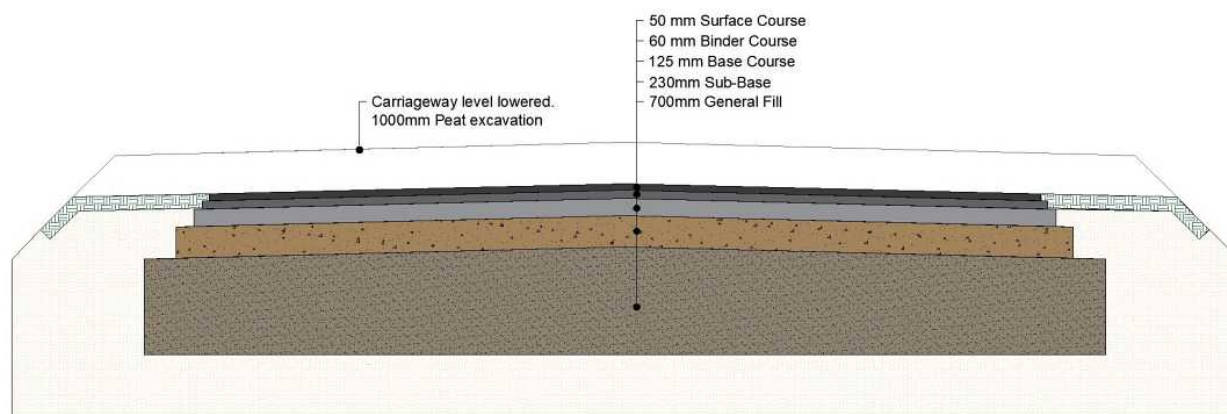 50 mm Surface Course
60 mm Binder Course
125 mm Base Course
230mm Sub-Base
700mm General Fill
Carriageway level lowered.
1000mm Peat excavation